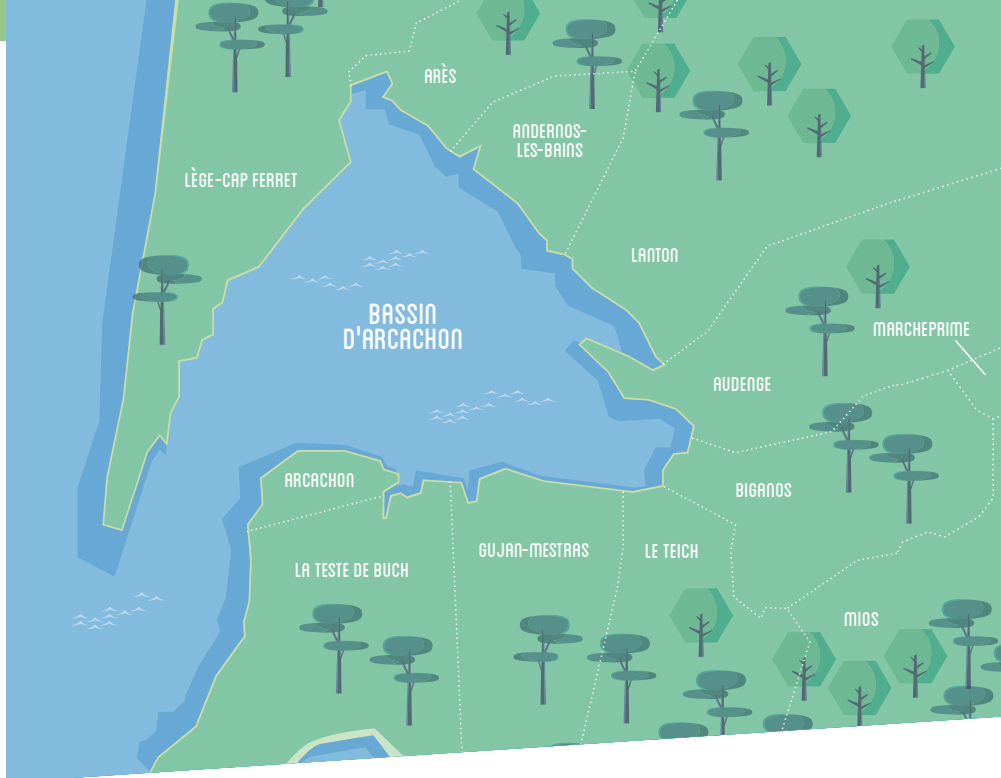 ARÈS
ANDERNOS-
LES-BAINS
LÈGE-CAP FERRET
LANTON
BASSIN
D'ARCACHON
MARCHEPRIME
AUDENGE
ARCACHON
BIGANOS
GUJAN-MESTRAS
LE TEICH
LA TESTE DE BUCH
MIOS